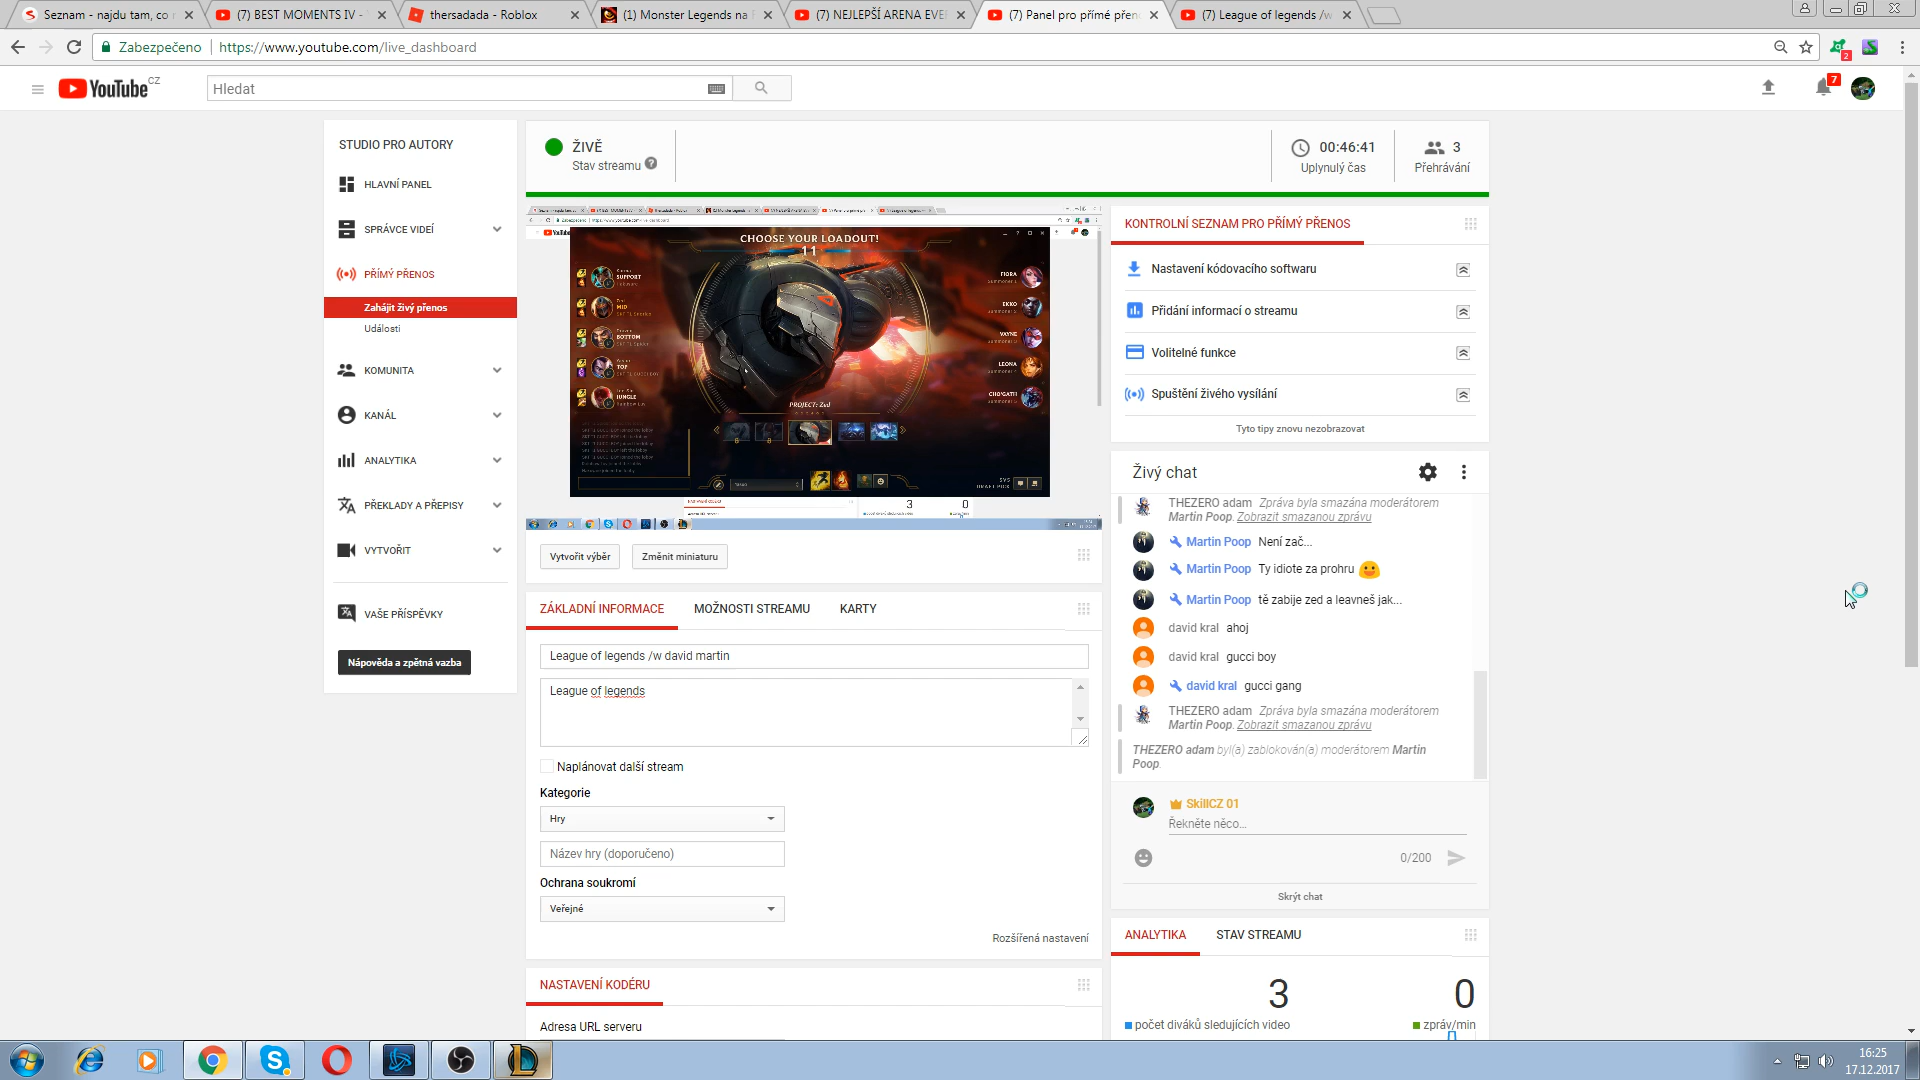 Seznam - najdu tam, co n
(7) BEST MOMENTS IV -
thersadada - Roblox
(1) Monster Legends na
(7) NEJLEPŠÍ ARENA EVE
(7) Panel pro přímé přen
(7) League of legends /w
Zabezpečeno
https://www.youtube.com/live_dashboard
2
YouTube CZ
Hledat
7
STUDIO PRO AUTORY
HLAVNÍ PANEL
SPRÁVCE VIDEÍ
PŘÍMÝ PŘENOS
Zahájit živý přenos
Události
KOMUNITA
KANÁL
ANALYTIKA
PŘEKLADY A PŘEPISY
VYTVOŘIT
VAŠE PŘÍSPĚVKY
Nápověda a zpětná vazba
ŽIVĚ
Stav streamu
00:46:41
Uplynulý čas
3
Přehrávání
CHOOSE YOUR LOADOUT!
11
SUPPORT
MID
BOTTOM
TOP
JUNGLE
FIORA
EKKO
VAYNE
LEONA
CHO'GATH
PROJECT: Zed
3
0
Vytvořit výběr
Změnit miniaturu
ZÁKLADNÍ INFORMACE
MOŽNOSTI STREAMU
KARTY
League of legends /w david martin
League of legends
Naplánovat další stream
Kategorie
Hry
Název hry (doporučeno)
Ochrana soukromí
Veřejné
Rozšířená nastavení
NASTAVENÍ KODÉRU
Adresa URL serveru
KONTROLNÍ SEZNAM PRO PŘÍMÝ PŘENOS
Nastavení kódovacího softwaru
Přidání informací o streamu
Volitelné funkce
Spuštění živého vysílání
Tyto tipy znovu nezobrazovat
Živý chat
THEZERO adam Zpráva byla smazána moderátorem
Martin Poop. Zobrazit smazanou zprávu
Martin Poop Není zač...
Martin Poop Ty idiote za prohru
Martin Poop tě zabije zed a leavneš jak...
david kral ahoj
david kral gucci boy
david kral gucci gang
THEZERO adam Zpráva byla smazána moderátorem
Martin Poop. Zobrazit smazanou zprávu
THEZERO adam byl(a) zablokován(a) moderátorem Martin
Poop.
SkillCZ 01
Řekněte něco...
0/200
Skrýt chat
ANALYTIKA
STAV STREAMU
3
0
počet diváků sledujících video
zpráv/min
16:25
17.12.2017